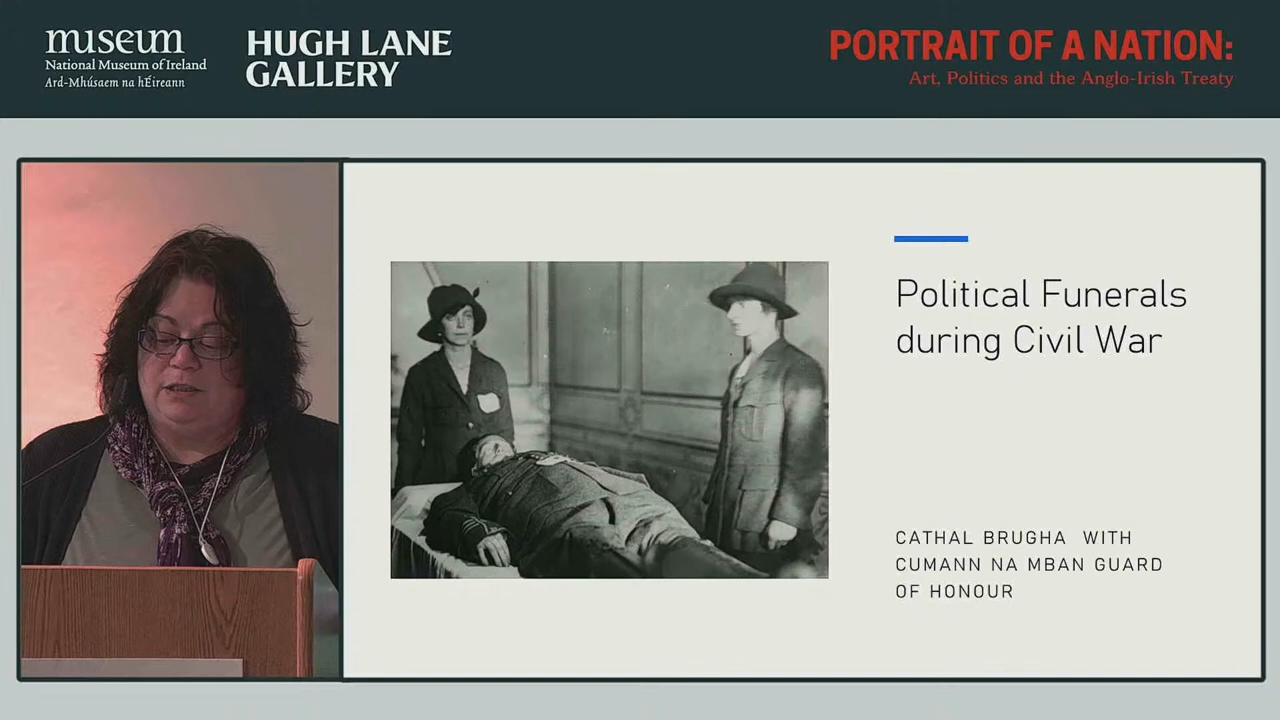 museum
National Museum of Ireland
Ard-Mhúsaem na hÉireann
HUGH LANE
GALLERY
PORTRAIT OF A NATION:
Art, Politics and the Anglo-Irish Treaty
Political Funerals
during Civil War
CATHAL BRUGHA WITH
CUMANN NA MBAN GUARD
OF HONOUR